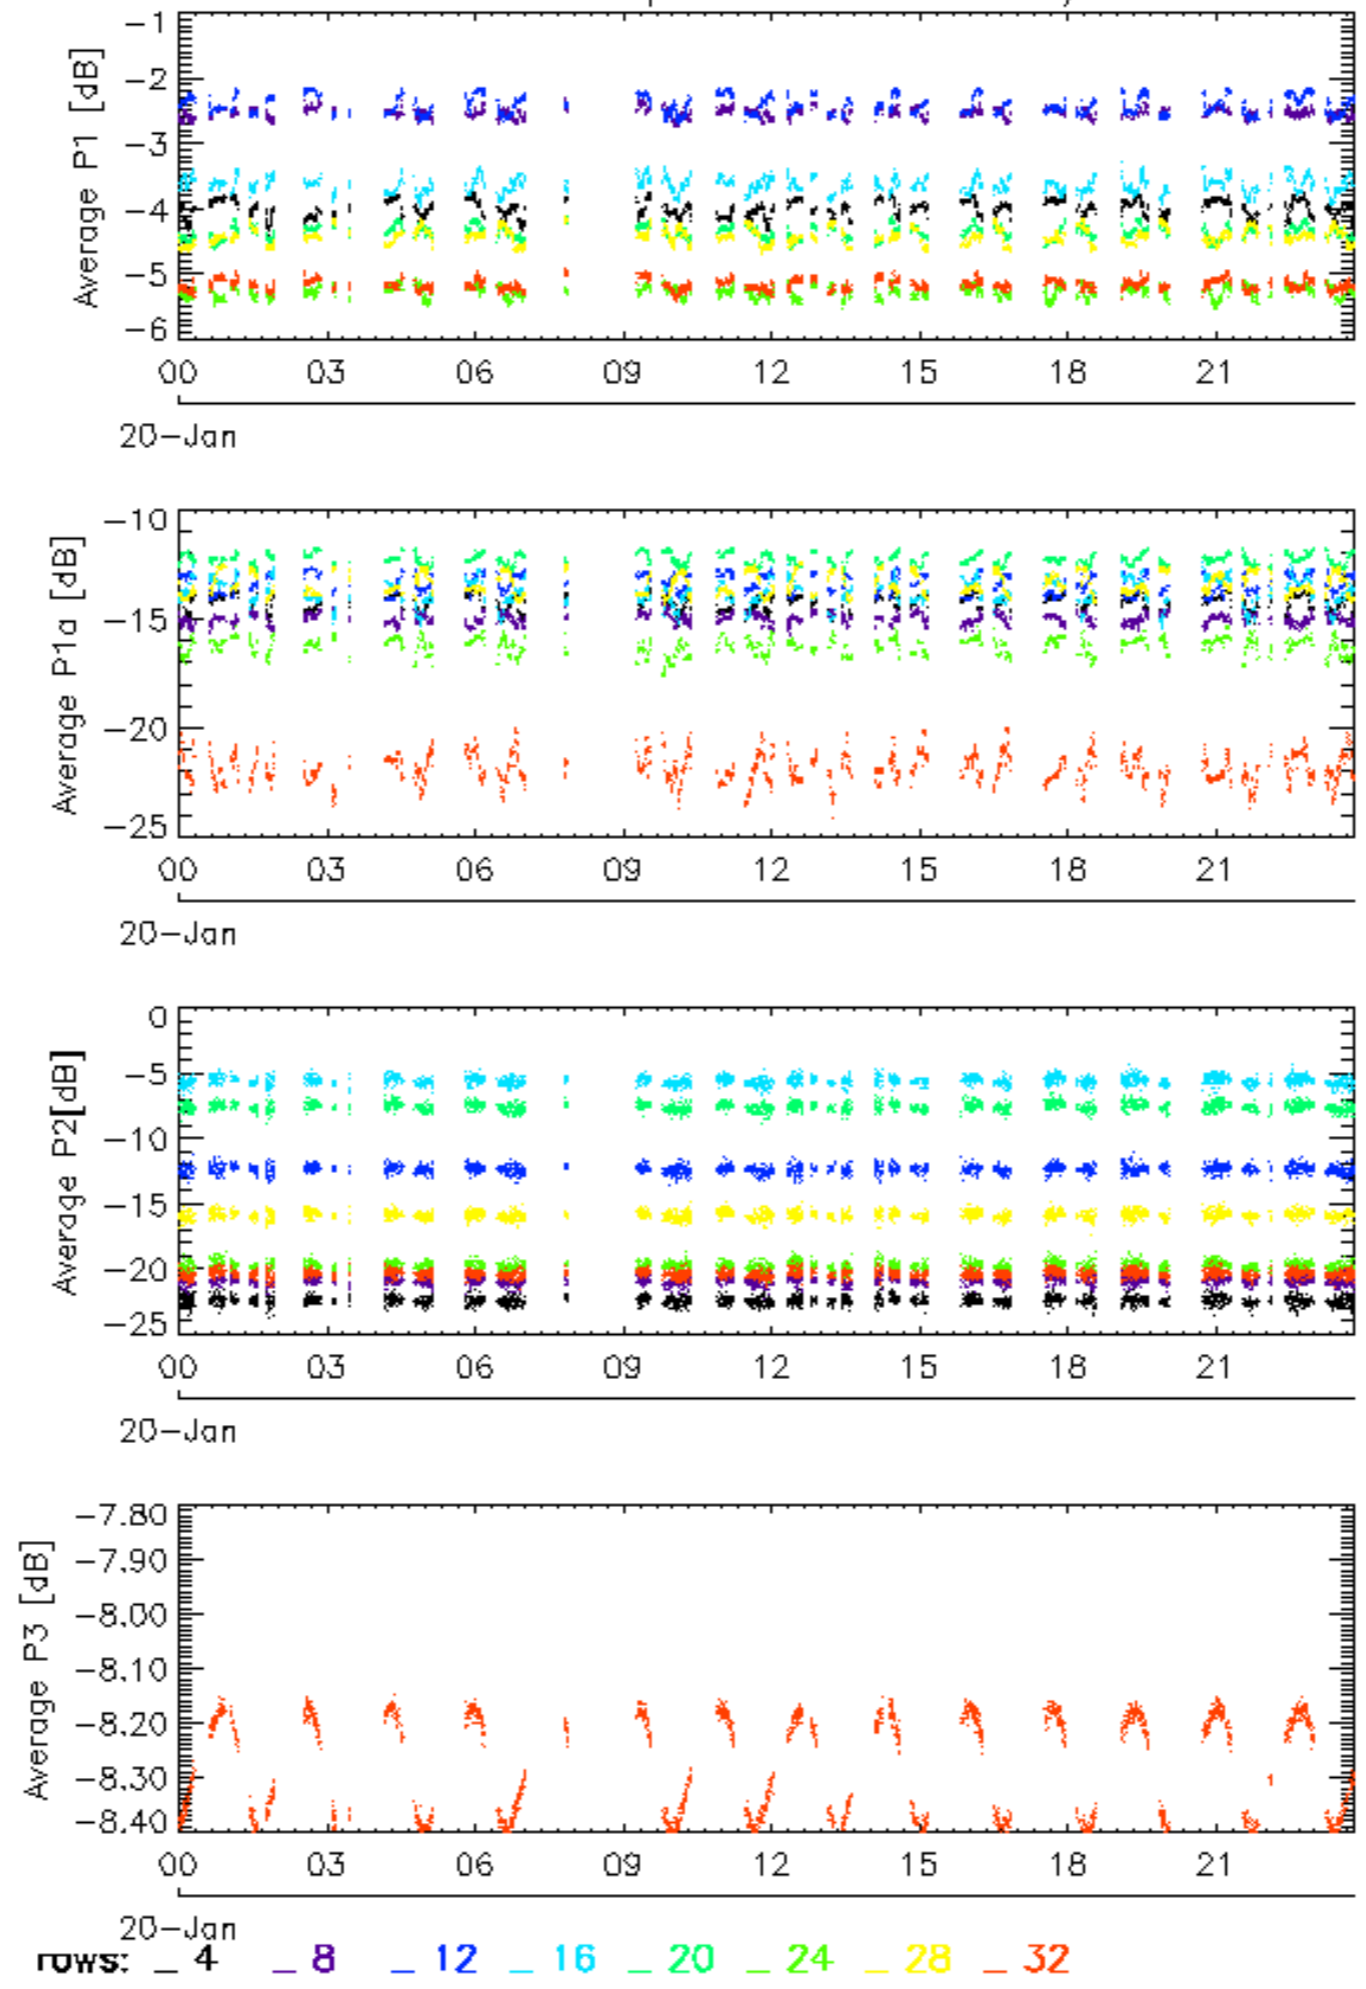 Average P1 [dB]
-1
-2
-3
-4
-5
-6
00 03 06 09 12 15 18 21
20-Jan
Average P1a [dB]
-10
-15
-20
-25
00 03 06 09 12 15 18 21
20-Jan
Average P2[dB]
0
-5
-10
-15
-20
-25
00 03 06 09 12 15 18 21
20-Jan
Average P3 [dB]
-7.80
-7.90
-8.00
-8.10
-8.20
-8.30
-8.40
00 03 06 09 12 15 18 21
20-Jan
rows: _ 4 _ 8 _ 12 _ 16 _ 20 _ 24 _ 28 _ 32